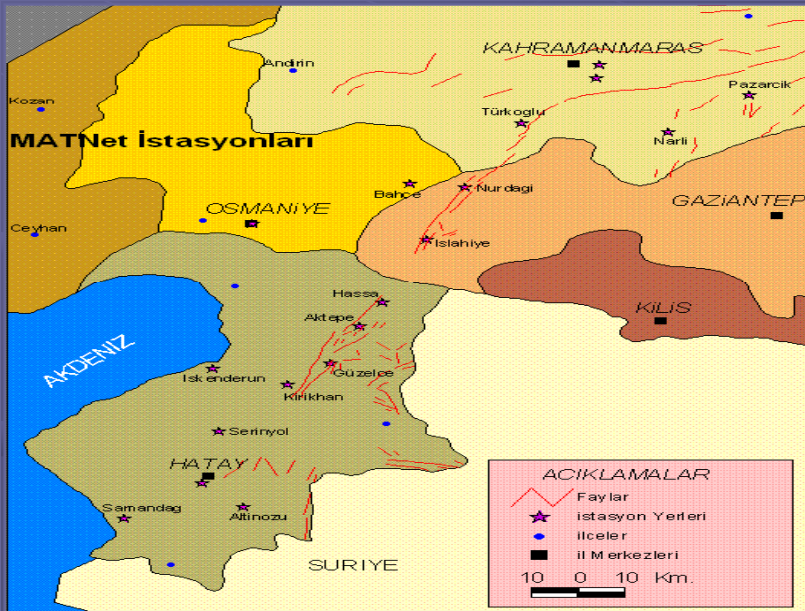 KAHRAMANMARAS
Andirin
Pazarcik
Kozan
Türkoglu
Narli
MATNet İstasyonları
Bahçe
Nurdagi
GAZiANTEP
OSMANiYE
Ceyhan
Islahiye
Hassa
KiLiS
Aktepe
AKDENIZ
Iskenderun
Güzelce
Kirikhan
Serinyol
HATAY
Samandag
Altinozu
SURIYE
ACIKLAMALAR
Faylar
istasyon Yerleri
ilceler
il Merkezleri
10 0 10 Km.